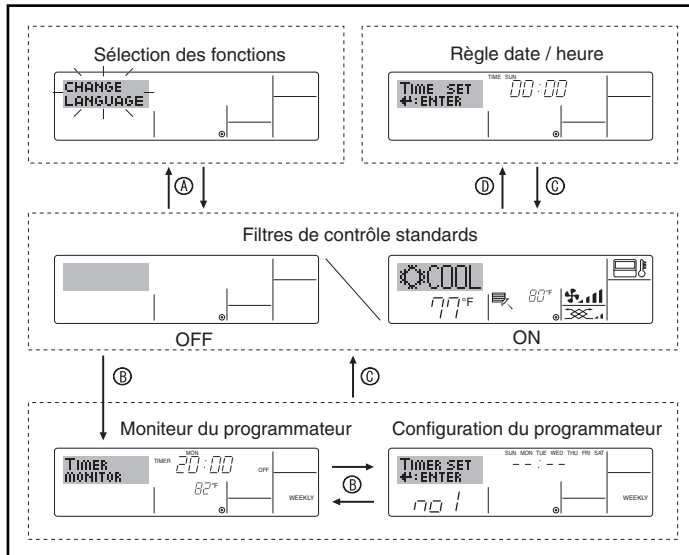 Sélection des fonctions
CHANGE
LANGUAGE
Règle date / heure
TIME SUN
TIME SET 00:00
↵:ENTER
Ⓐ
Ⓓ
Ⓒ
Filtres de contrôle standards
OFF
COOL
77°F
80°F
ON
Ⓑ
Ⓒ
Moniteur du programmateur
TIMER
MONITOR
TIMER
MON
20:00
OFF
82°F
WEEKLY
Ⓑ
Configuration du programmateur
SUN MON TUE WED THU FRI SAT
TIMER SET --:--
↵:ENTER
no 1
WEEKLY